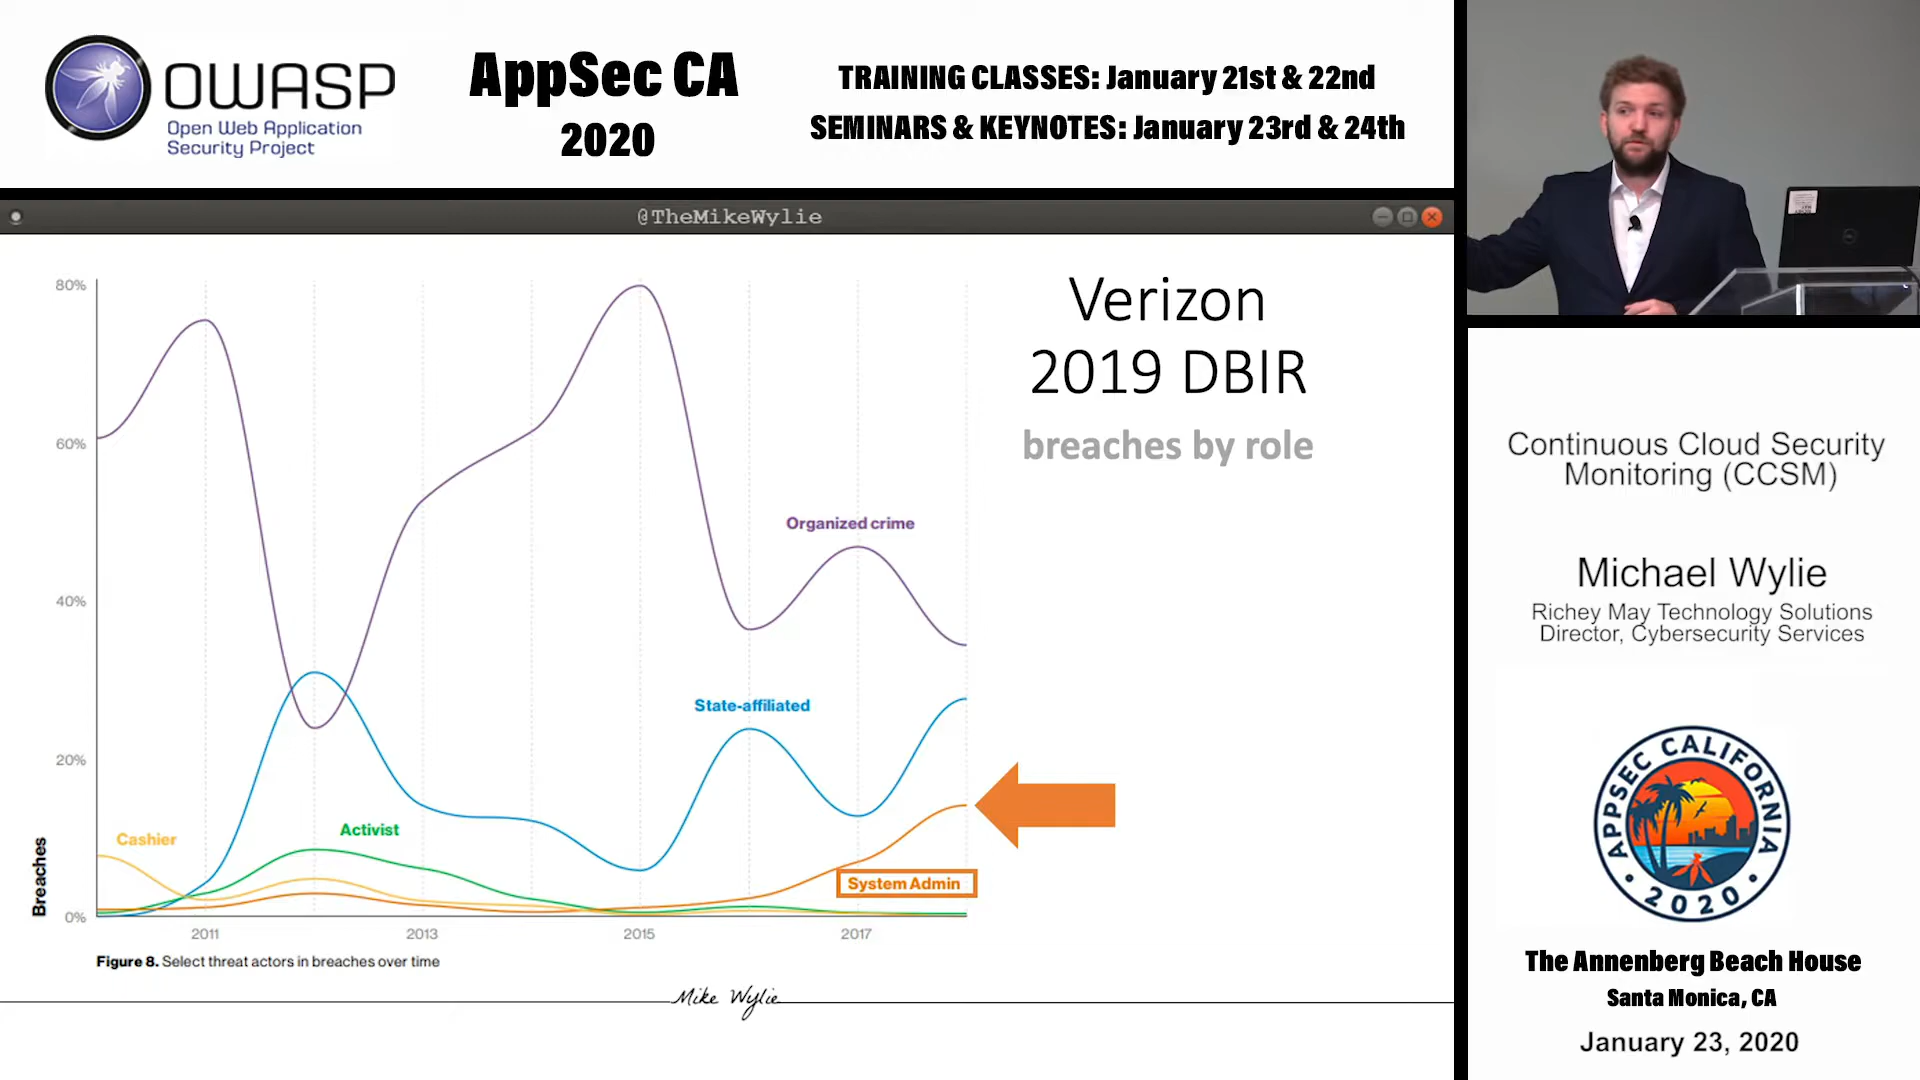 OWASP
Open Web Application
Security Project
AppSec CA
2020
TRAINING CLASSES: January 21st & 22nd
SEMINARS & KEYNOTES: January 23rd & 24th
@TheMikeWylie
Verizon
2019 DBIR
breaches by role
80%
60%
40%
20%
0%
Breaches
Organized crime
State-affiliated
Cashier
Activist
System Admin
2011
2013
2015
2017
Figure 8. Select threat actors in breaches over time
Mike Wylie
Continuous Cloud Security
Monitoring (CCSM)
Michael Wylie
Richey May Technology Solutions
Director, Cybersecurity Services
APPSEC CALIFORNIA
• 2020 •
The Annenberg Beach House
Santa Monica, CA
January 23, 2020